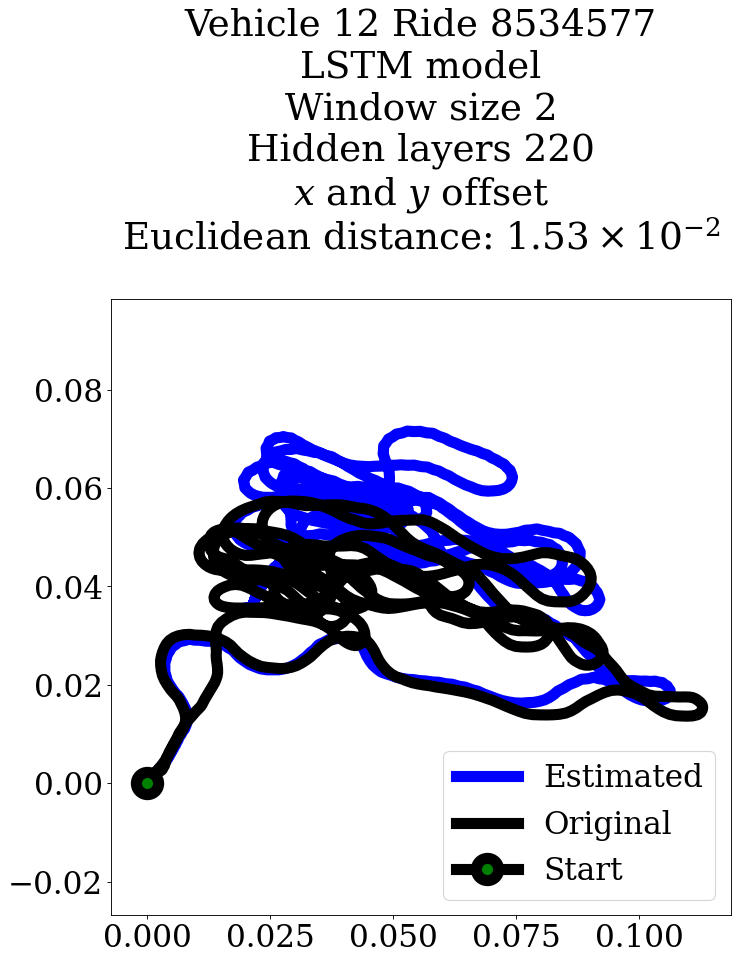 Vehicle 12 Ride 8534577
LSTM model
Window size 2
Hidden layers 220
x and y offset
Euclidean distance: 1.53 × 10⁻²
0.08
0.06
0.04
0.02
0.00
−0.02
Estimated
Original
Start
0.000 0.025 0.050 0.075 0.100